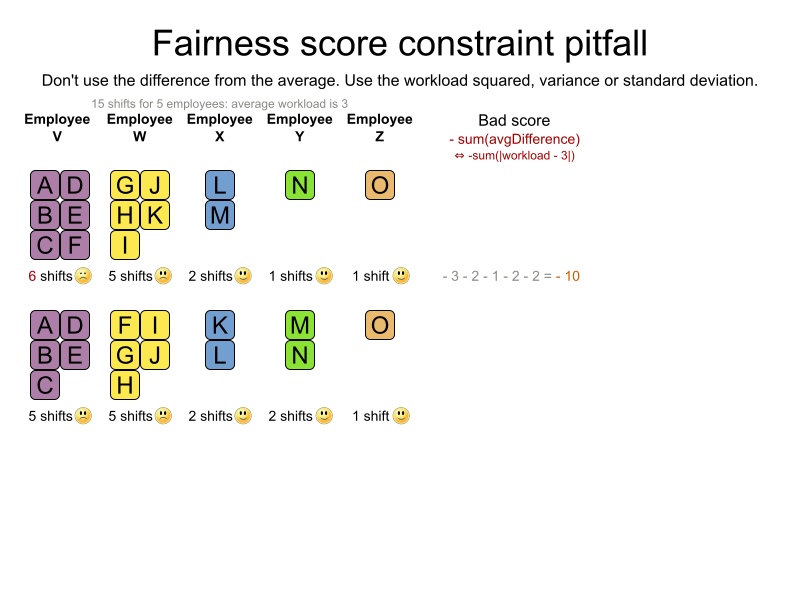 Fairness score constraint pitfall
Don't use the difference from the average. Use the workload squared, variance or standard deviation.
15 shifts for 5 employees: average workload is 3
Employee V
Employee W
Employee X
Employee Y
Employee Z
Bad score
- sum(avgDifference)
⇔ -sum(|workload - 3|)
A D G J L N O
B E H K M
C F I
6 shifts 5 shifts 2 shifts 1 shifts 1 shift - 3 - 2 - 1 - 2 - 2 = - 10
A D F I K M O
B E G J L N
C H
5 shifts 5 shifts 2 shifts 2 shifts 1 shift